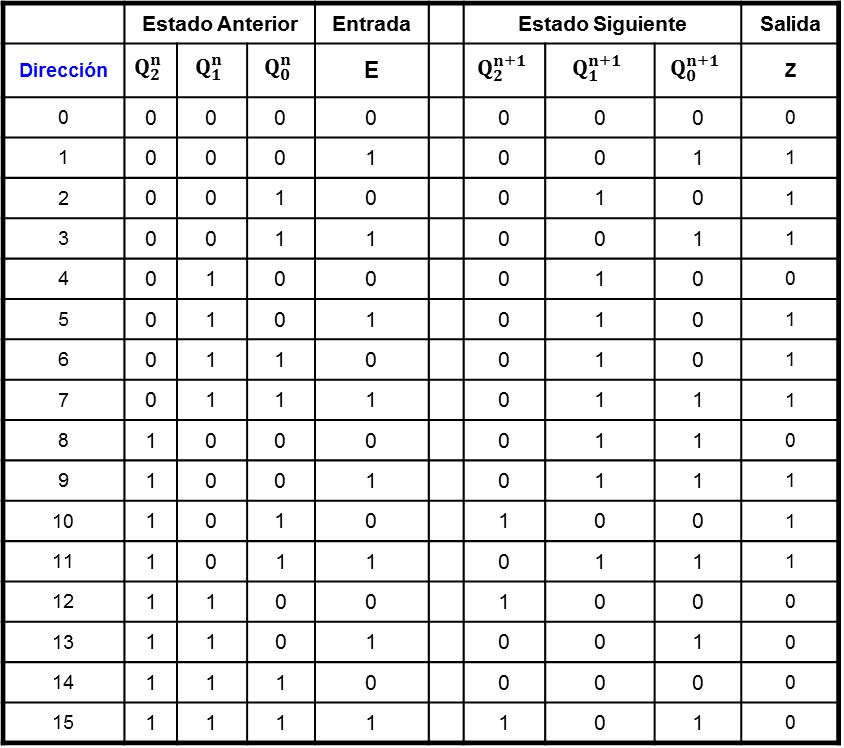 Estado Anterior Entrada Estado Siguiente Salida
Dirección Q₂ⁿ Q₁ⁿ Q₀ⁿ E Q₂ⁿ⁺¹ Q₁ⁿ⁺¹ Q₀ⁿ⁺¹ Z
0 0 0 0 0 0 0 0 0
1 0 0 0 1 0 0 1 1
2 0 0 1 0 0 1 0 1
3 0 0 1 1 0 0 1 1
4 0 1 0 0 0 1 0 0
5 0 1 0 1 0 1 0 1
6 0 1 1 0 0 1 0 1
7 0 1 1 1 0 1 1 1
8 1 0 0 0 0 1 1 0
9 1 0 0 1 0 1 1 1
10 1 0 1 0 1 0 0 1
11 1 0 1 1 0 1 1 1
12 1 1 0 0 1 0 0 0
13 1 1 0 1 0 0 1 0
14 1 1 1 0 0 0 0 0
15 1 1 1 1 1 0 1 0